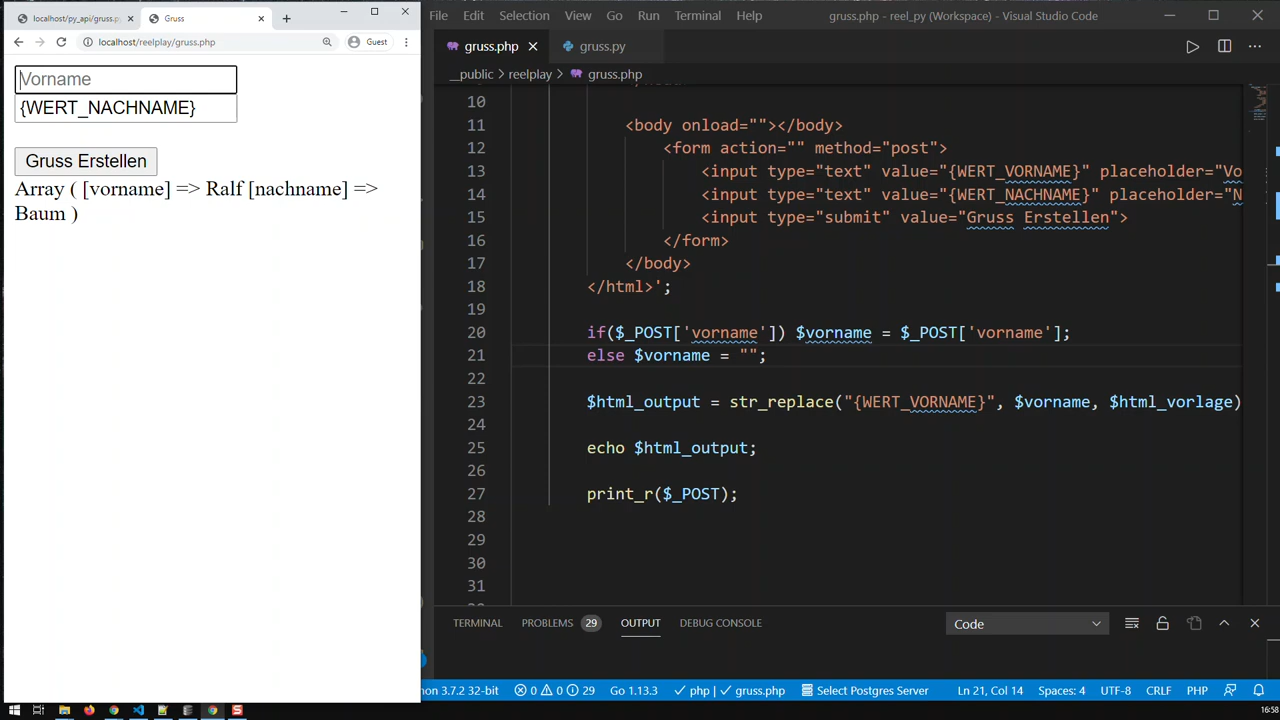 localhost/py_api/gruss.p
Gruss
localhost/reelplay/gruss.php
Guest
Vorname
{WERT_NACHNAME}
Gruss Erstellen
Array ( [vorname] => Ralf [nachname] =>
Baum )
File Edit Selection View Go Run Terminal Help
gruss.php - reel_py (Workspace) - Visual Studio Code
gruss.php
gruss.py
__public > reelplay > gruss.php
10
11 <body onload=""></body>
12 <form action="" method="post">
13 <input type="text" value="{WERT_VORNAME}" placeholder="Vo
14 <input type="text" value="{WERT_NACHNAME}" placeholder="N
15 <input type="submit" value="Gruss Erstellen">
16 </form>
17 </body>
18 </html>';
19
20 if($_POST['vorname']) $vorname = $_POST['vorname'];
21 else $vorname = "";
22
23 $html_output = str_replace("{WERT_VORNAME}", $vorname, $html_vorlage)
24
25 echo $html_output;
26
27 print_r($_POST);
28
29
30
31
TERMINAL PROBLEMS 29 OUTPUT DEBUG CONSOLE
Code
on 3.7.2 32-bit 0 0 29 Go 1.13.3 php | gruss.php Select Postgres Server Ln 21, Col 14 Spaces: 4 UTF-8 CRLF PHP
16:58